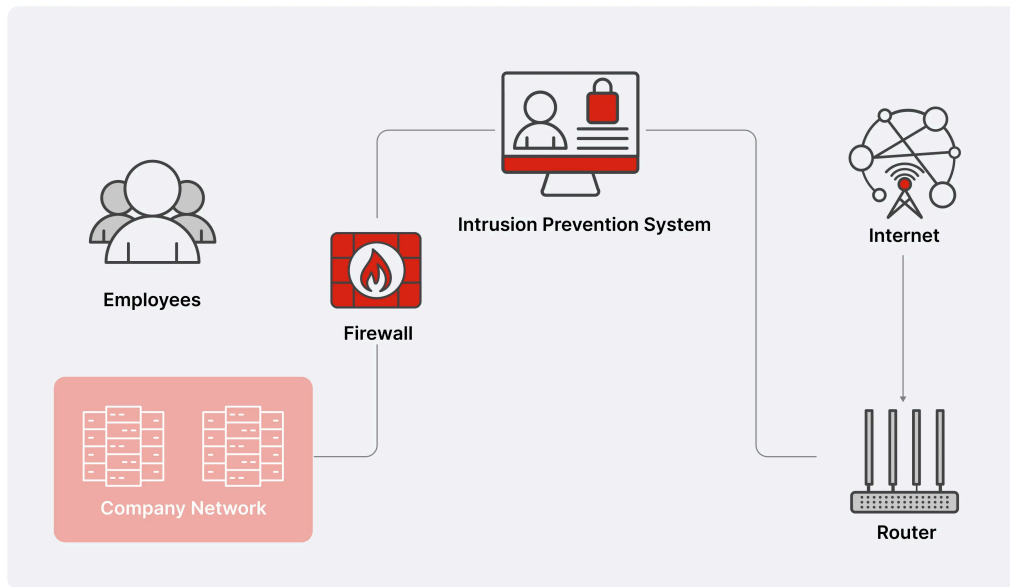 Intrusion Prevention System
Internet
Employees
Firewall
Company Network
Router